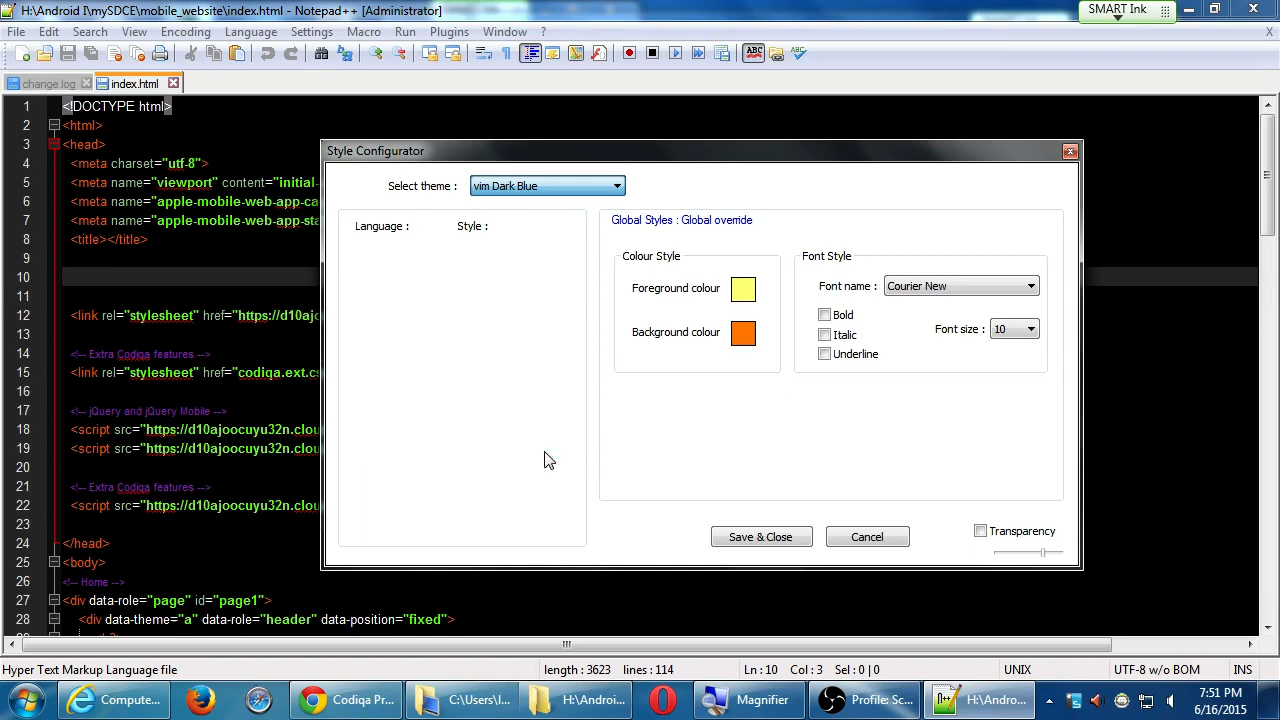 H:\Android I\mySDCE\mobile_website\index.html - Notepad++ [Administrator]
SMART Ink
File Edit Search View Encoding Language Settings Macro Run Plugins Window ?
X
ABC ABC
change.log index.html
1 <!DOCTYPE html>
2 <html>
3 <head>
4 <meta charset="utf-8">
5 <meta name="viewport" content="initial-
6 <meta name="apple-mobile-web-app-ca
7 <meta name="apple-mobile-web-app-sta
8 <title></title>
9
10
11
12 <link rel="stylesheet" href="https://d10ajo
13
14 <!-- Extra Codiqa features -->
15 <link rel="stylesheet" href="codiqa.ext.cs
16
17 <!-- jQuery and jQuery Mobile -->
18 <script src="https://d10ajoocuyu32n.clou
19 <script src="https://d10ajoocuyu32n.clou
20
21 <!-- Extra Codiqa features -->
22 <script src="https://d10ajoocuyu32n.clou
23
24 </head>
25 <body>
26 <!-- Home -->
27 <div data-role="page" id="page1">
28 <div data-theme="a" data-role="header" data-position="fixed">
Style Configurator
Select theme : vim Dark Blue
Language : Style :
Global Styles : Global override
Colour Style
Foreground colour
Background colour
Font Style
Font name : Courier New
Bold
Italic
Underline
Font size : 10
Save & Close Cancel
Transparency
Hyper Text Markup Language file length : 3623 lines : 114 Ln : 10 Col : 3 Sel : 0 | 0 UNIX UTF-8 w/o BOM INS
Compute... Codiqa Pr... C:\Users\I... H:\Androi... Magnifier Profile: Sc... H:\Andro...
7:51 PM
6/16/2015